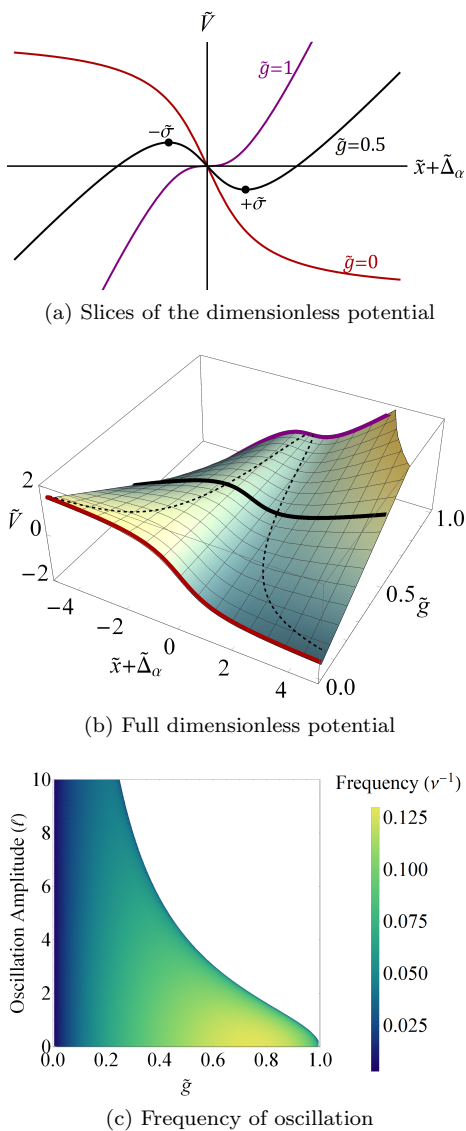 Ṽ
g̃=1
−σ̃
g̃=0.5
x̃+Δ̃α
+σ̃
g̃=0
(a) Slices of the dimensionless potential
2
Ṽ
0
−2
−4
−2
0
2
4
x̃+Δ̃α
0.0
0.5
1.0
g̃
(b) Full dimensionless potential
Frequency (ν⁻¹)
Oscillation Amplitude (ℓ)
10
8
6
4
2
0
0.0 0.2 0.4 0.6 0.8 1.0
g̃
0.125
0.100
0.075
0.050
0.025
(c) Frequency of oscillation